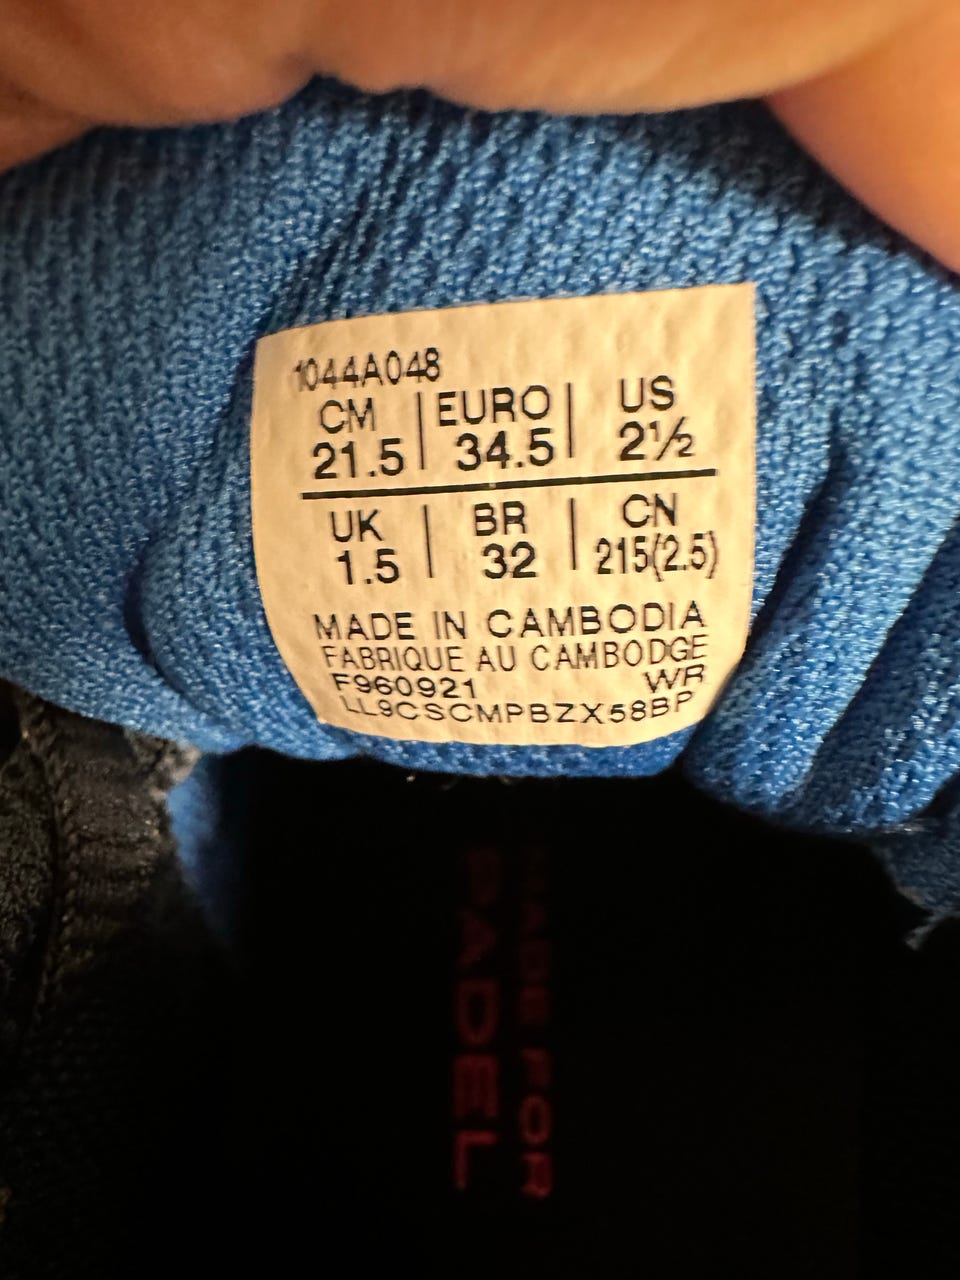 1044A048
CM | EURO | US
21.5 | 34.5 | 2½
UK | BR | CN
1.5 | 32 | 215(2.5)
MADE IN CAMBODIA
FABRIQUE AU CAMBODGE
F960921 WR
LL9CSCMPBZX58BP
MADE FOR
PADEL